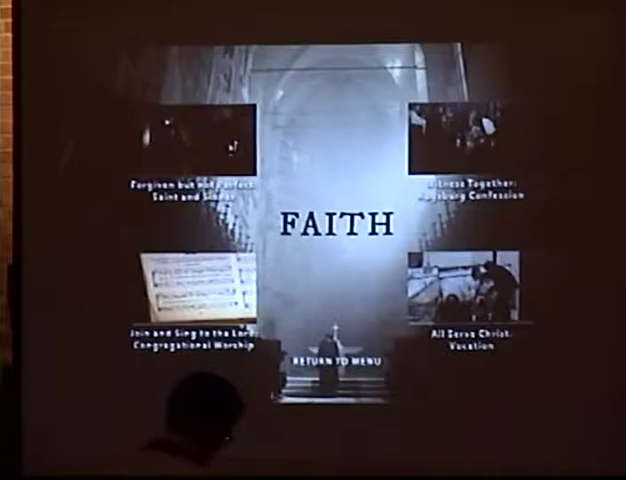 Forgiven but not Perfect:
Saint and Sinner
Witness Together:
Augsburg Confession
FAITH
Join and Sing to the Lord:
Congregational Worship
All Serve Christ:
Vocation
RETURN TO MENU